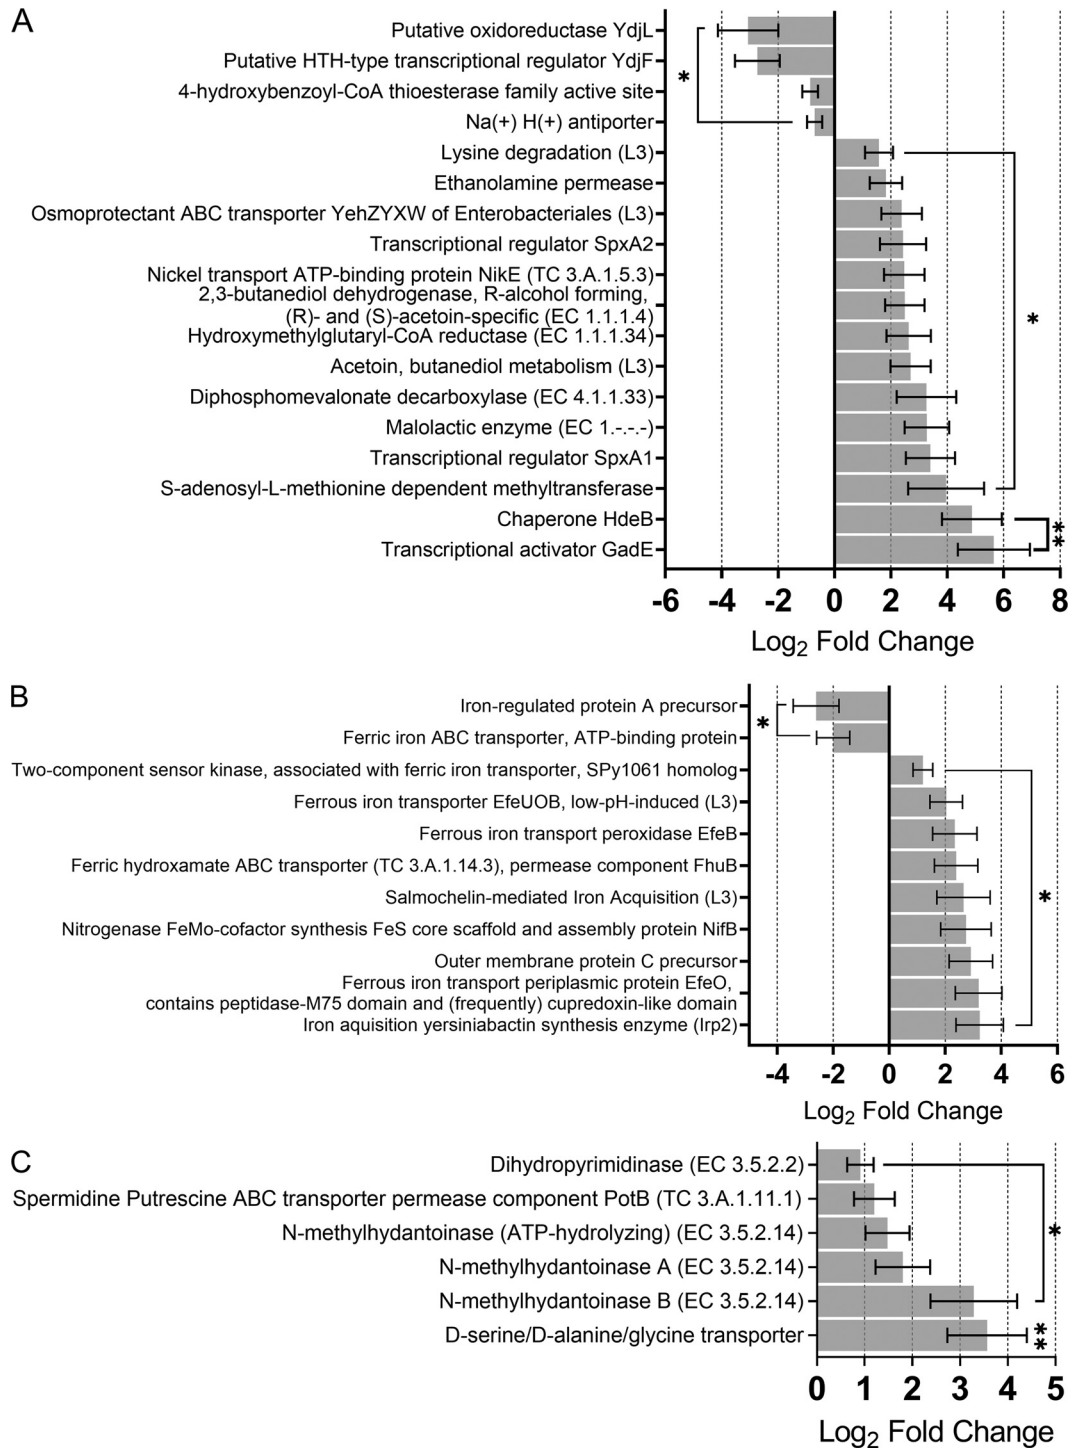 A
Putative oxidoreductase YdjL
Putative HTH-type transcriptional regulator YdjF
4-hydroxybenzoyl-CoA thioesterase family active site
Na(+) H(+) antiporter
Lysine degradation (L3)
Ethanolamine permease
Osmoprotectant ABC transporter YehZYXW of Enterobacteriales (L3)
Transcriptional regulator SpxA2
Nickel transport ATP-binding protein NikE (TC 3.A.1.5.3)
2,3-butanediol dehydrogenase, R-alcohol forming,
(R)- and (S)-acetoin-specific (EC 1.1.1.4)
Hydroxymethylglutaryl-CoA reductase (EC 1.1.1.34)
Acetoin, butanediol metabolism (L3)
Diphosphomevalonate decarboxylase (EC 4.1.1.33)
Malolactic enzyme (EC 1.-.-.-)
Transcriptional regulator SpxA1
S-adenosyl-L-methionine dependent methyltransferase
Chaperone HdeB
Transcriptional activator GadE
*
*
**
-6 -4 -2 0 2 4 6 8
Log2 Fold Change
B
Iron-regulated protein A precursor
Ferric iron ABC transporter, ATP-binding protein
Two-component sensor kinase, associated with ferric iron transporter, SPy1061 homolog
Ferrous iron transporter EfeUOB, low-pH-induced (L3)
Ferrous iron transport peroxidase EfeB
Ferric hydroxamate ABC transporter (TC 3.A.1.14.3), permease component FhuB
Salmochelin-mediated Iron Acquisition (L3)
Nitrogenase FeMo-cofactor synthesis FeS core scaffold and assembly protein NifB
Outer membrane protein C precursor
Ferrous iron transport periplasmic protein EfeO,
contains peptidase-M75 domain and (frequently) cupredoxin-like domain
Iron aquisition yersiniabactin synthesis enzyme (Irp2)
*
*
-4 -2 0 2 4 6
Log2 Fold Change
C
Dihydropyrimidinase (EC 3.5.2.2)
Spermidine Putrescine ABC transporter permease component PotB (TC 3.A.1.11.1)
N-methylhydantoinase (ATP-hydrolyzing) (EC 3.5.2.14)
N-methylhydantoinase A (EC 3.5.2.14)
N-methylhydantoinase B (EC 3.5.2.14)
D-serine/D-alanine/glycine transporter
*
**
0 1 2 3 4 5
Log2 Fold Change